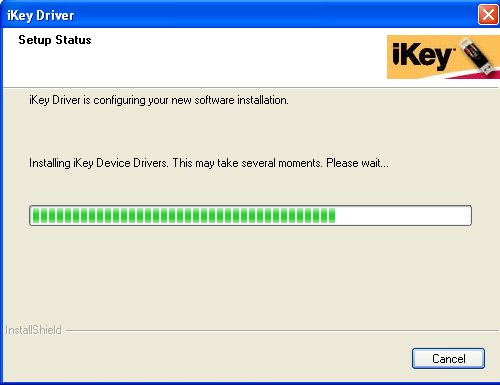 iKey Driver
Setup Status
iKey
iKey Driver is configuring your new software installation.
Installing iKey Device Drivers. This may take several moments. Please wait...
InstallShield
Cancel